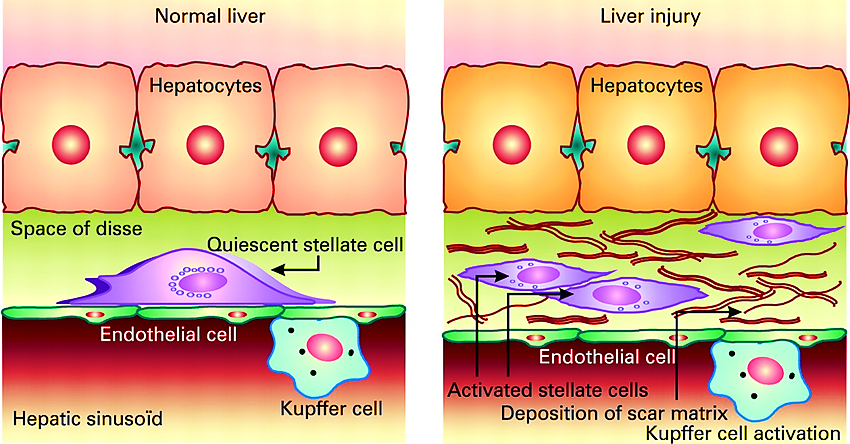 Normal liver
Hepatocytes
Space of disse
Quiescent stellate cell
Endothelial cell
Kupffer cell
Hepatic sinusoïd
Liver injury
Hepatocytes
Endothelial cell
Activated stellate cells
Deposition of scar matrix
Kupffer cell activation